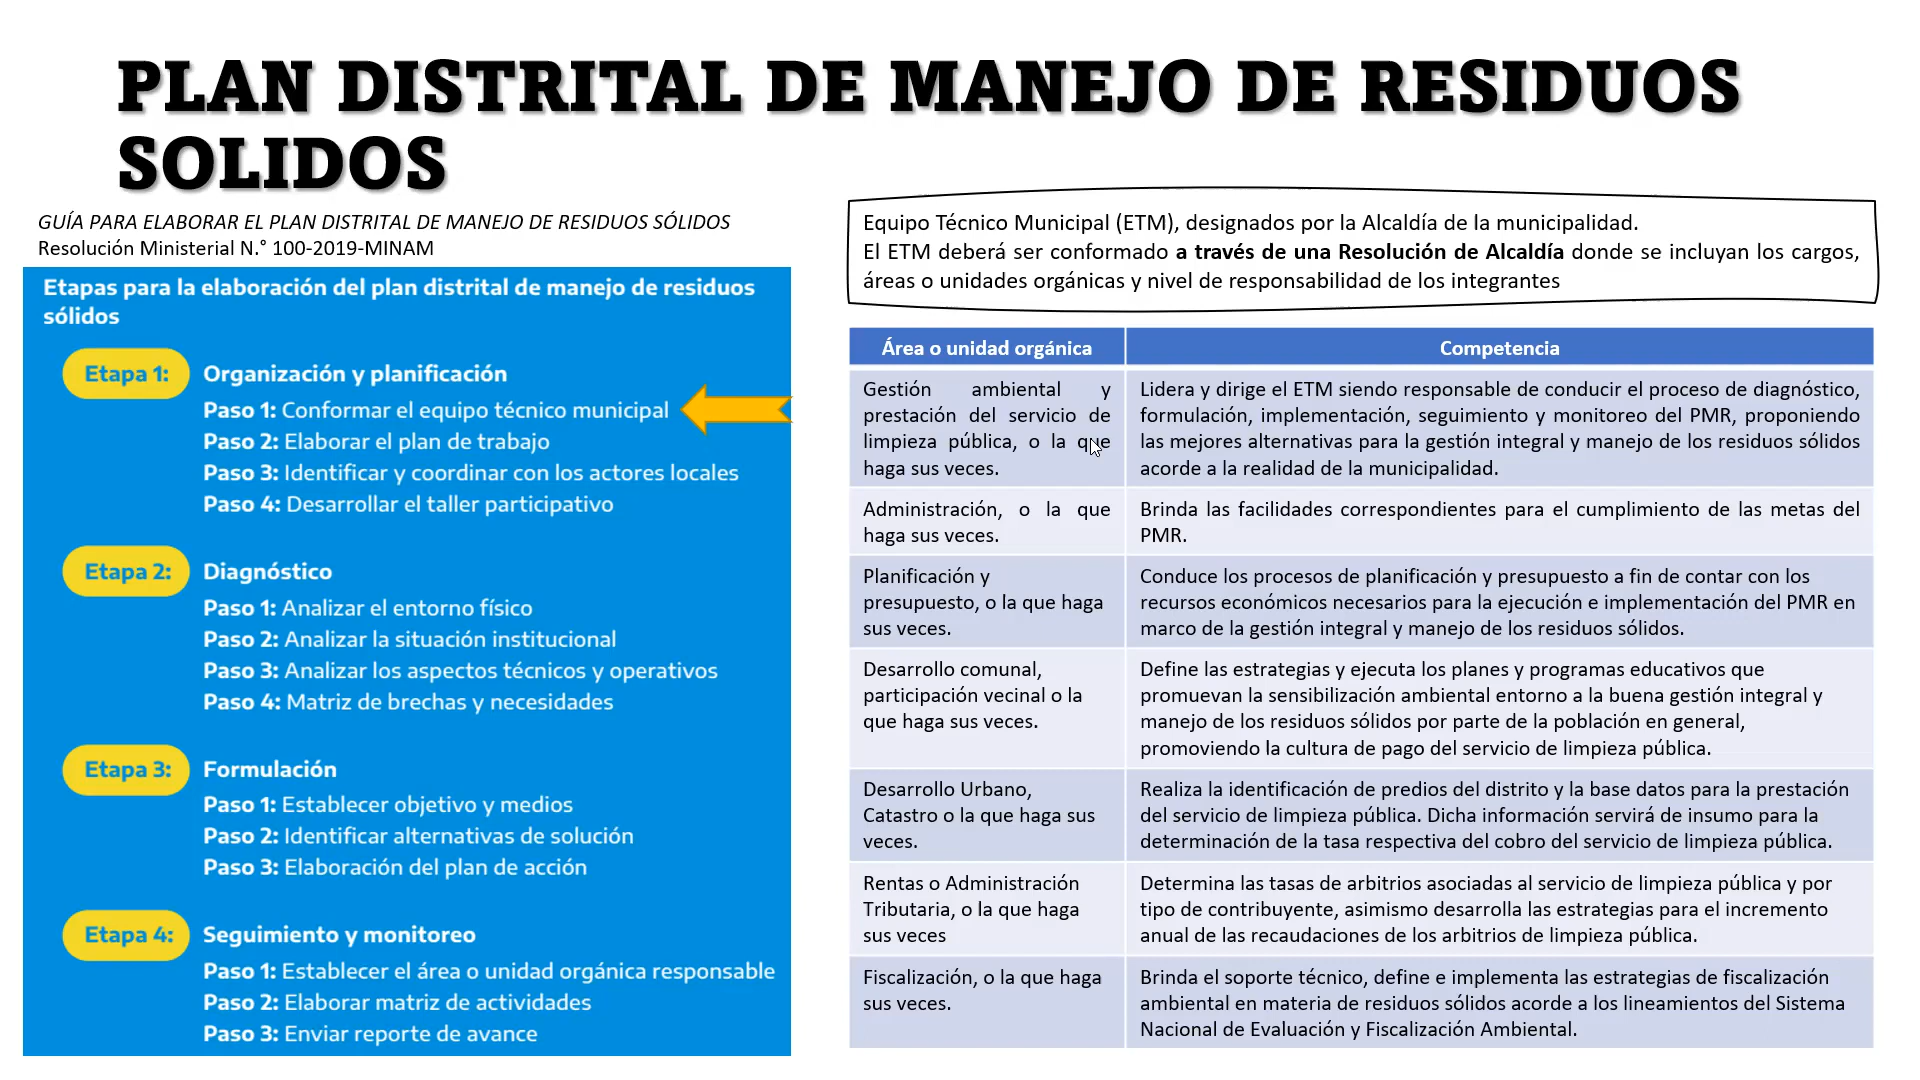 PLAN DISTRITAL DE MANEJO DE RESIDUOS
SOLIDOS
GUÍA PARA ELABORAR EL PLAN DISTRITAL DE MANEJO DE RESIDUOS SÓLIDOS
Resolución Ministerial N.° 100-2019-MINAM
Etapas para la elaboración del plan distrital de manejo de residuos
sólidos
Etapa 1: Organización y planificación
Paso 1: Conformar el equipo técnico municipal
Paso 2: Elaborar el plan de trabajo
Paso 3: Identificar y coordinar con los actores locales
Paso 4: Desarrollar el taller participativo
Etapa 2: Diagnóstico
Paso 1: Analizar el entorno físico
Paso 2: Analizar la situación institucional
Paso 3: Analizar los aspectos técnicos y operativos
Paso 4: Matriz de brechas y necesidades
Etapa 3: Formulación
Paso 1: Establecer objetivo y medios
Paso 2: Identificar alternativas de solución
Paso 3: Elaboración del plan de acción
Etapa 4: Seguimiento y monitoreo
Paso 1: Establecer el área o unidad orgánica responsable
Paso 2: Elaborar matriz de actividades
Paso 3: Enviar reporte de avance
Equipo Técnico Municipal (ETM), designados por la Alcaldía de la municipalidad.
El ETM deberá ser conformado a través de una Resolución de Alcaldía donde se incluyan los cargos,
áreas o unidades orgánicas y nivel de responsabilidad de los integrantes
Área o unidad orgánica
Competencia
Gestión ambiental y
prestación del servicio de
limpieza pública, o la que
haga sus veces.
Lidera y dirige el ETM siendo responsable de conducir el proceso de diagnóstico,
formulación, implementación, seguimiento y monitoreo del PMR, proponiendo
las mejores alternativas para la gestión integral y manejo de los residuos sólidos
acorde a la realidad de la municipalidad.
Administración, o la que
haga sus veces.
Brinda las facilidades correspondientes para el cumplimiento de las metas del
PMR.
Planificación y
presupuesto, o la que haga
sus veces.
Conduce los procesos de planificación y presupuesto a fin de contar con los
recursos económicos necesarios para la ejecución e implementación del PMR en
marco de la gestión integral y manejo de los residuos sólidos.
Desarrollo comunal,
participación vecinal o la
que haga sus veces.
Define las estrategias y ejecuta los planes y programas educativos que
promuevan la sensibilización ambiental entorno a la buena gestión integral y
manejo de los residuos sólidos por parte de la población en general,
promoviendo la cultura de pago del servicio de limpieza pública.
Desarrollo Urbano,
Catastro o la que haga sus
veces.
Realiza la identificación de predios del distrito y la base datos para la prestación
del servicio de limpieza pública. Dicha información servirá de insumo para la
determinación de la tasa respectiva del cobro del servicio de limpieza pública.
Rentas o Administración
Tributaria, o la que haga
sus veces
Determina las tasas de arbitrios asociadas al servicio de limpieza pública y por
tipo de contribuyente, asimismo desarrolla las estrategias para el incremento
anual de las recaudaciones de los arbitrios de limpieza pública.
Fiscalización, o la que haga
sus veces.
Brinda el soporte técnico, define e implementa las estrategias de fiscalización
ambiental en materia de residuos sólidos acorde a los lineamientos del Sistema
Nacional de Evaluación y Fiscalización Ambiental.